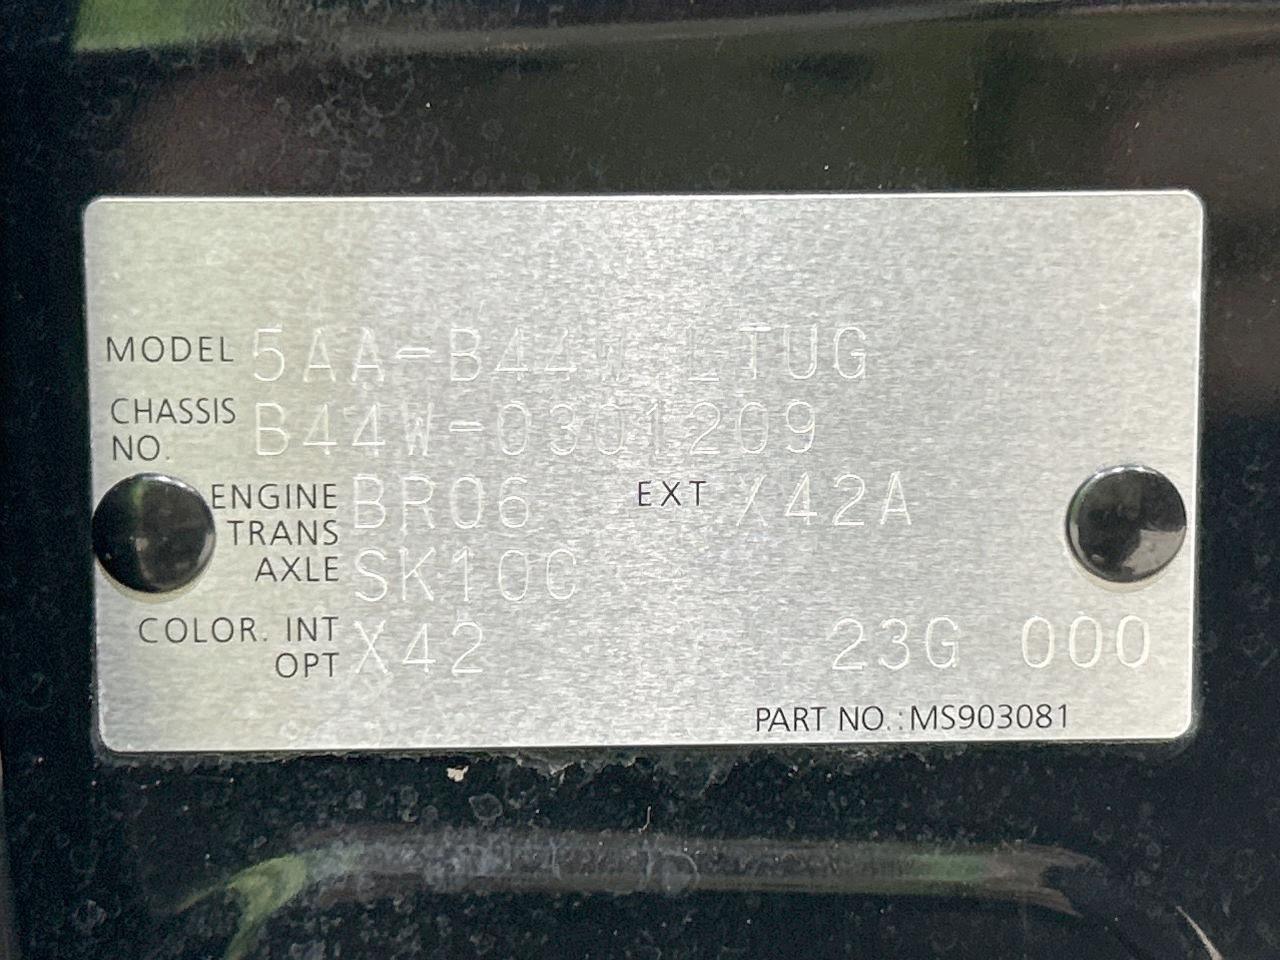 MODEL 5AA-B44W LTUG
CHASSIS NO. B44W-0301209
ENGINE BR06 EXT X42A
TRANS AXLE SK10C
COLOR. INT OPT X42 23G 000
PART NO.:MS903081